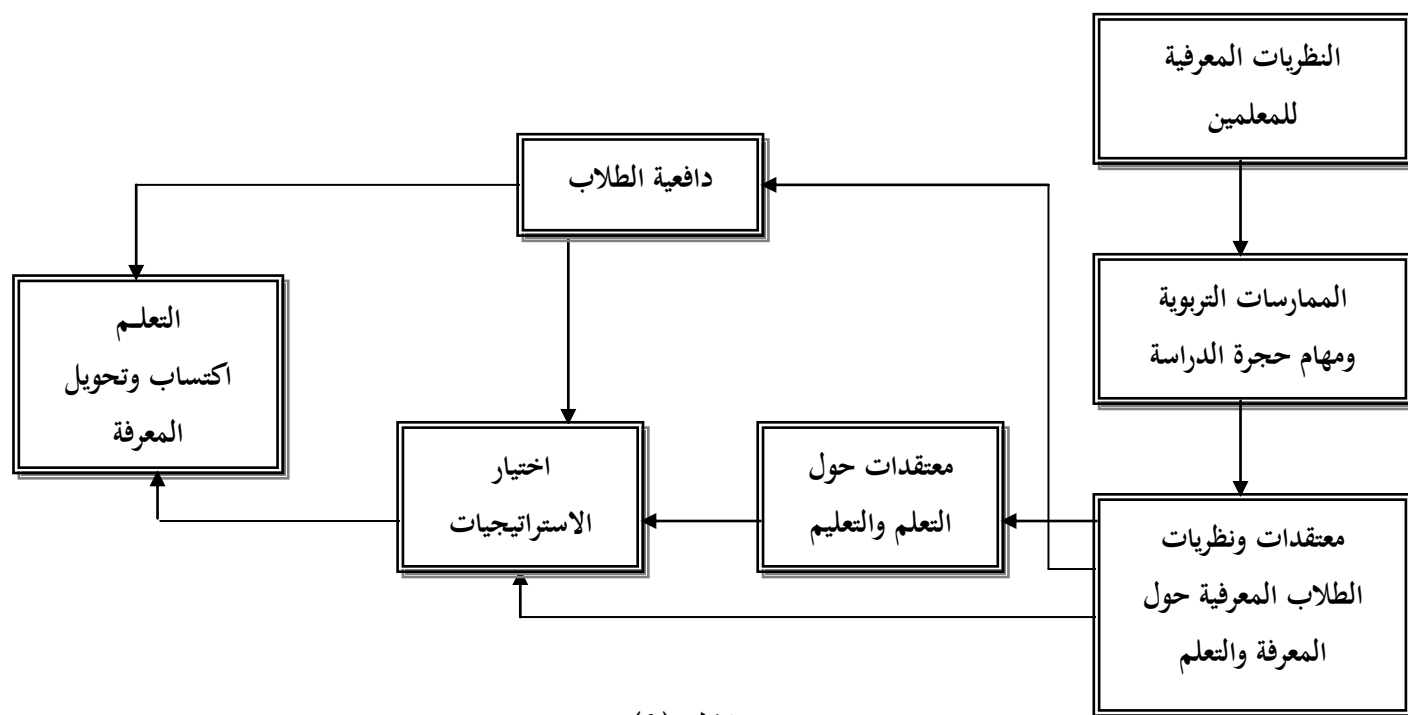 النظريات المعرفية
للمعلمين
دافعية الطلاب
الممارسات التربوية
ومهام حجرة الدراسة
التعلــم
اكتساب وتحويل
المعرفة
معتقدات حول
التعلم والتعليم
اختيار
الاستراتيجيات
معتقدات ونظريات
الطلاب المعرفية حول
المعرفة والتعلم